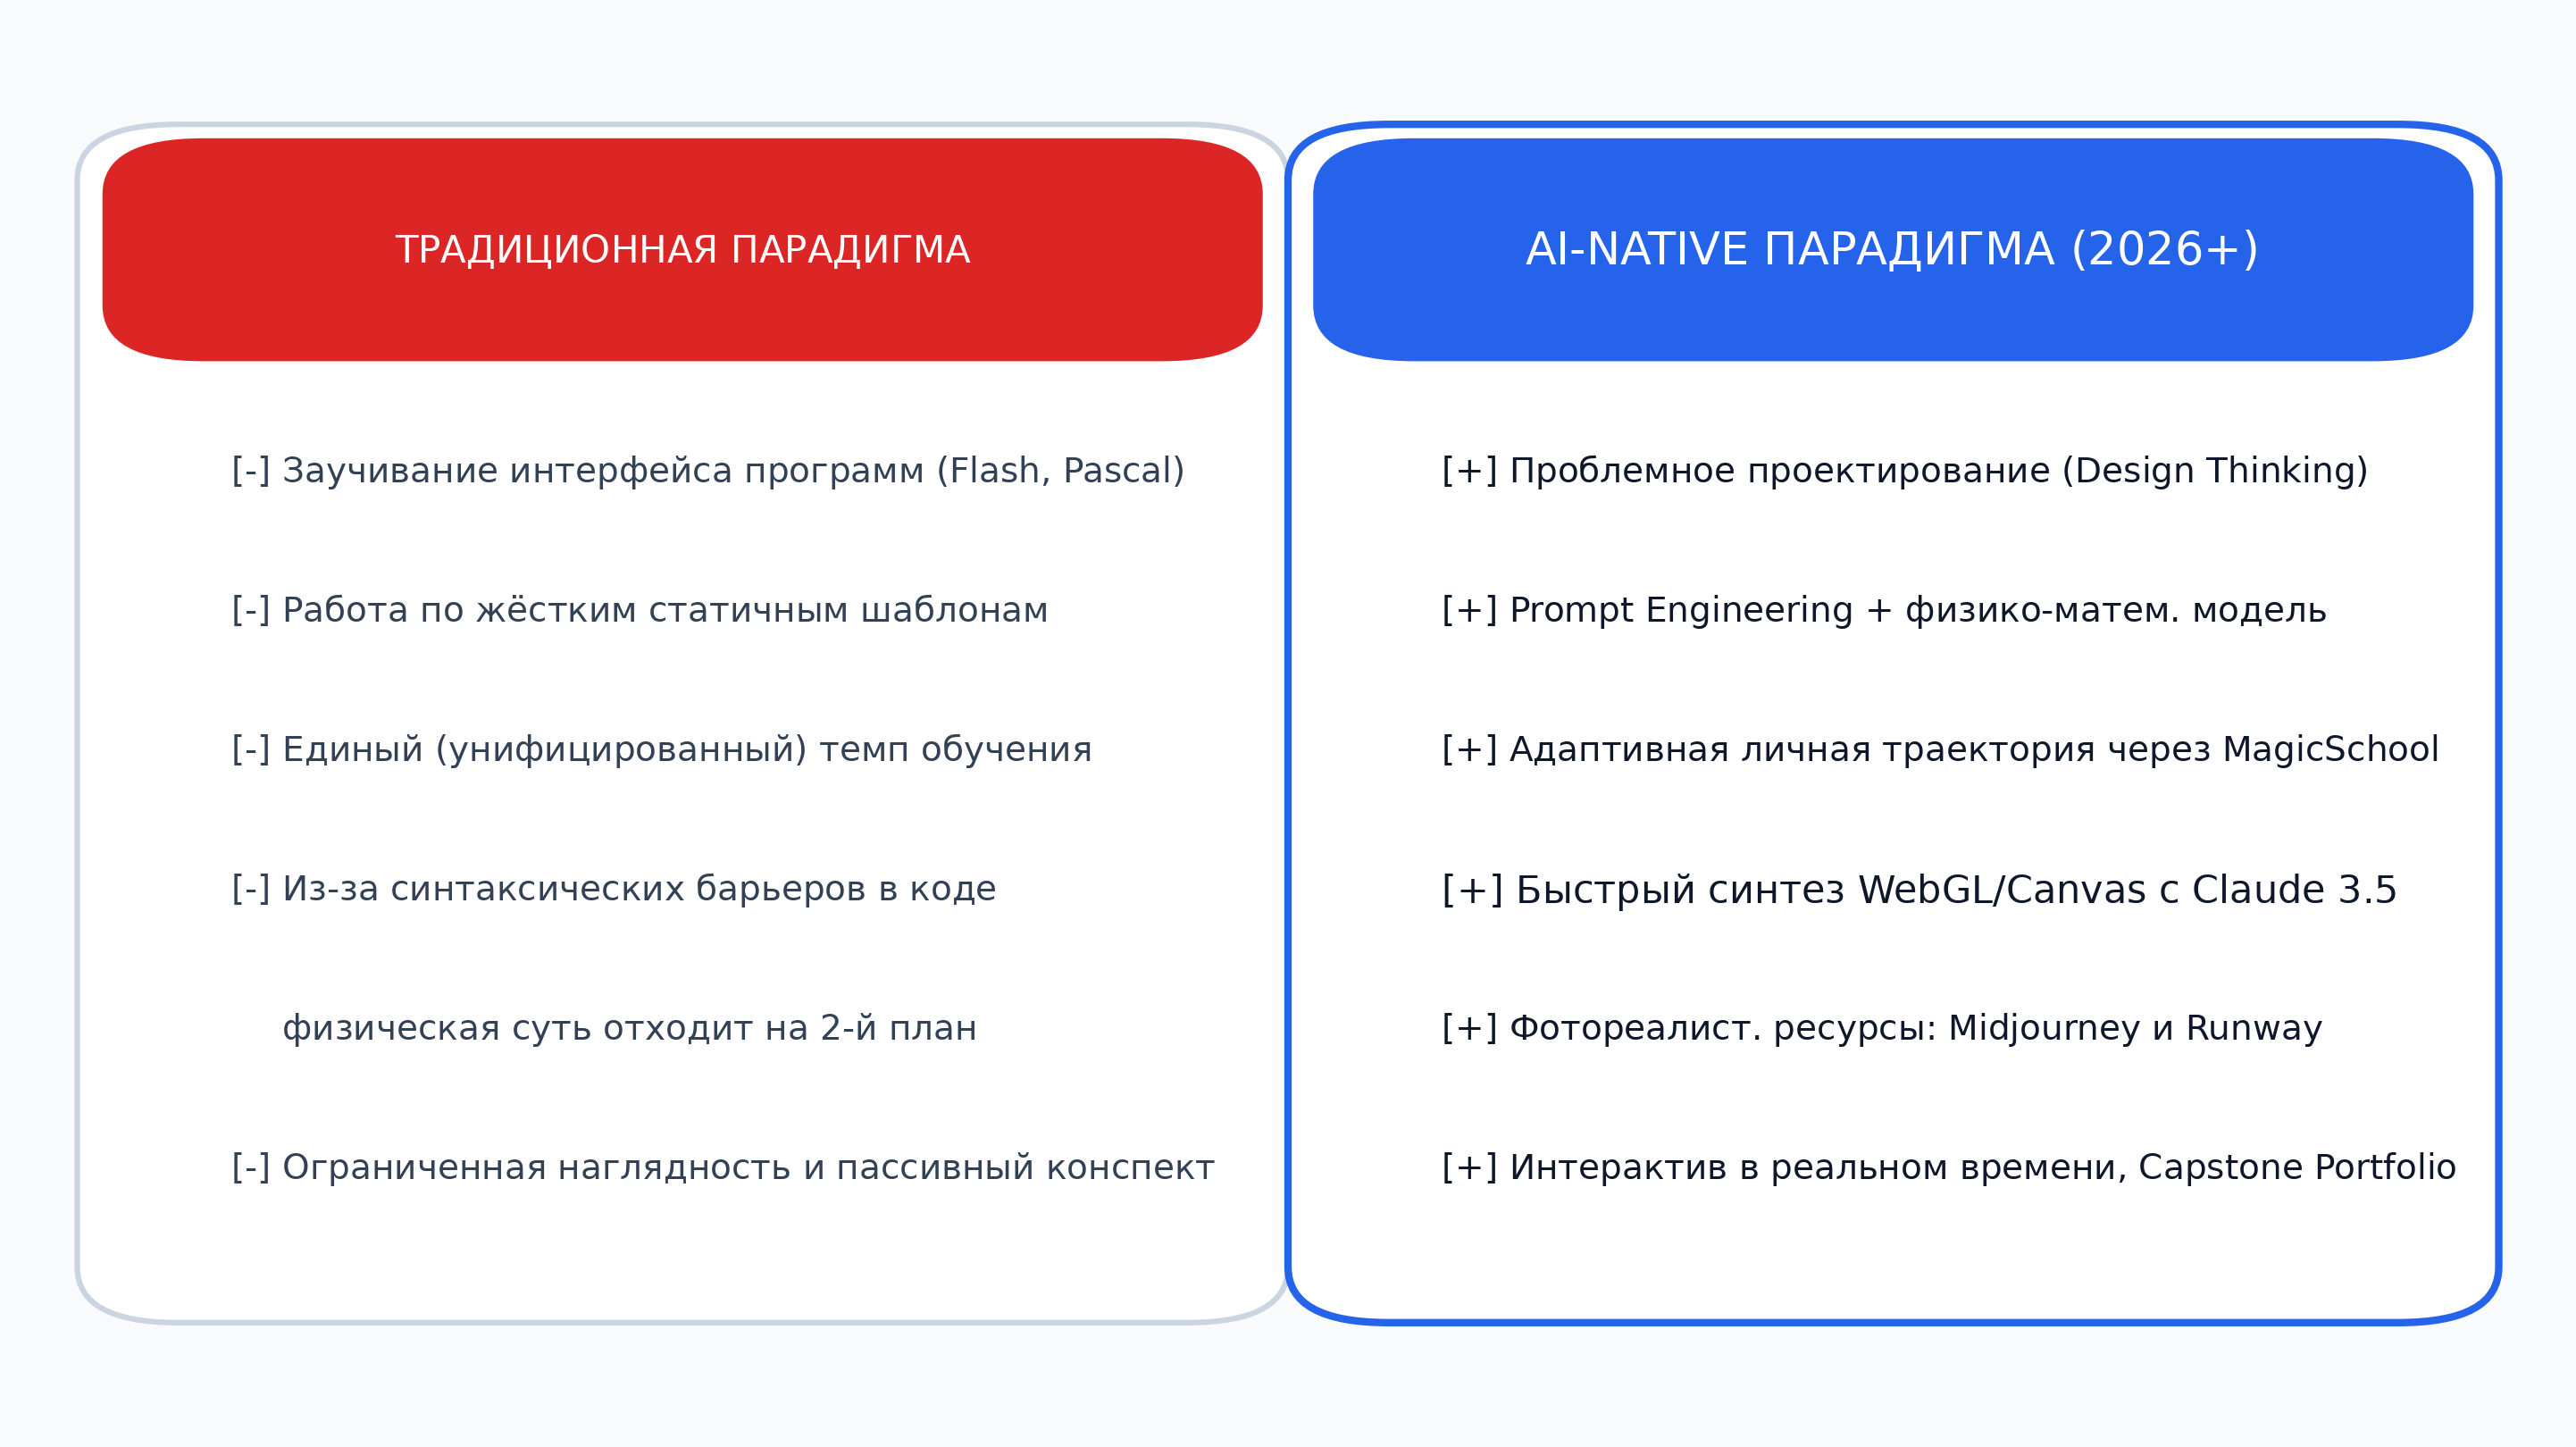 ТРАДИЦИОННАЯ ПАРАДИГМА
[-] Заучивание интерфейса программ (Flash, Pascal)
[-] Работа по жёстким статичным шаблонам
[-] Единый (унифицированный) темп обучения
[-] Из-за синтаксических барьеров в коде
физическая суть отходит на 2-й план
[-] Ограниченная наглядность и пассивный конспект
AI-NATIVE ПАРАДИГМА (2026+)
[+] Проблемное проектирование (Design Thinking)
[+] Prompt Engineering + физико-матем. модель
[+] Адаптивная личная траектория через MagicSchool
[+] Быстрый синтез WebGL/Canvas с Claude 3.5
[+] Фотореалист. ресурсы: Midjourney и Runway
[+] Интерактив в реальном времени, Capstone Portfolio